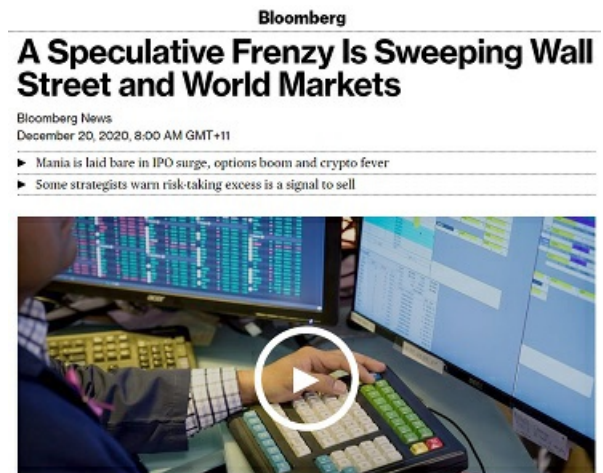 Bloomberg
A Speculative Frenzy Is Sweeping Wall
Street and World Markets
Bloomberg News
December 20, 2020, 8:00 AM GMT+11
► Mania is laid bare in IPO surge, options boom and crypto fever
► Some strategists warn risk-taking excess is a signal to sell
acer